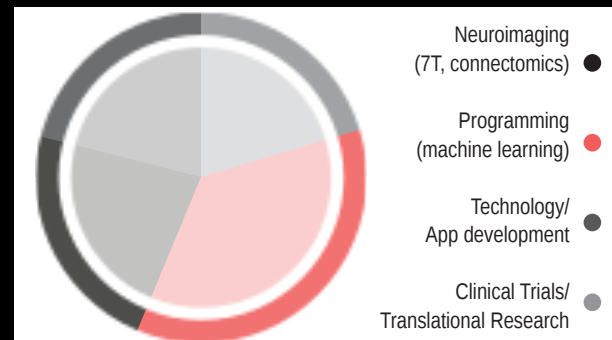 Neuroimaging
(7T, connectomics)
Programming
(machine learning)
Technology/
App development
Clinical Trials/
Translational Research